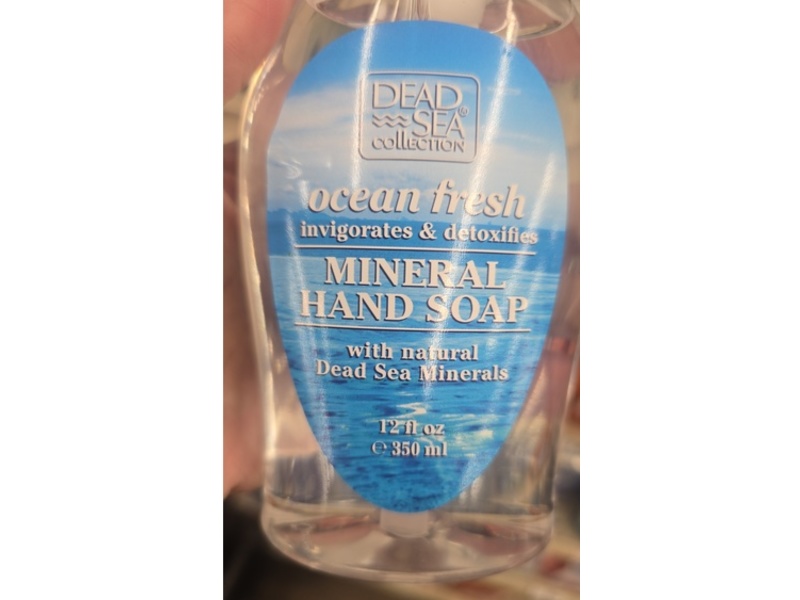 DEAD
SEA®
COLLECTION
ocean fresh
invigorates & detoxifies
MINERAL
HAND SOAP
with natural
Dead Sea Minerals
12 fl oz
℮ 350 ml